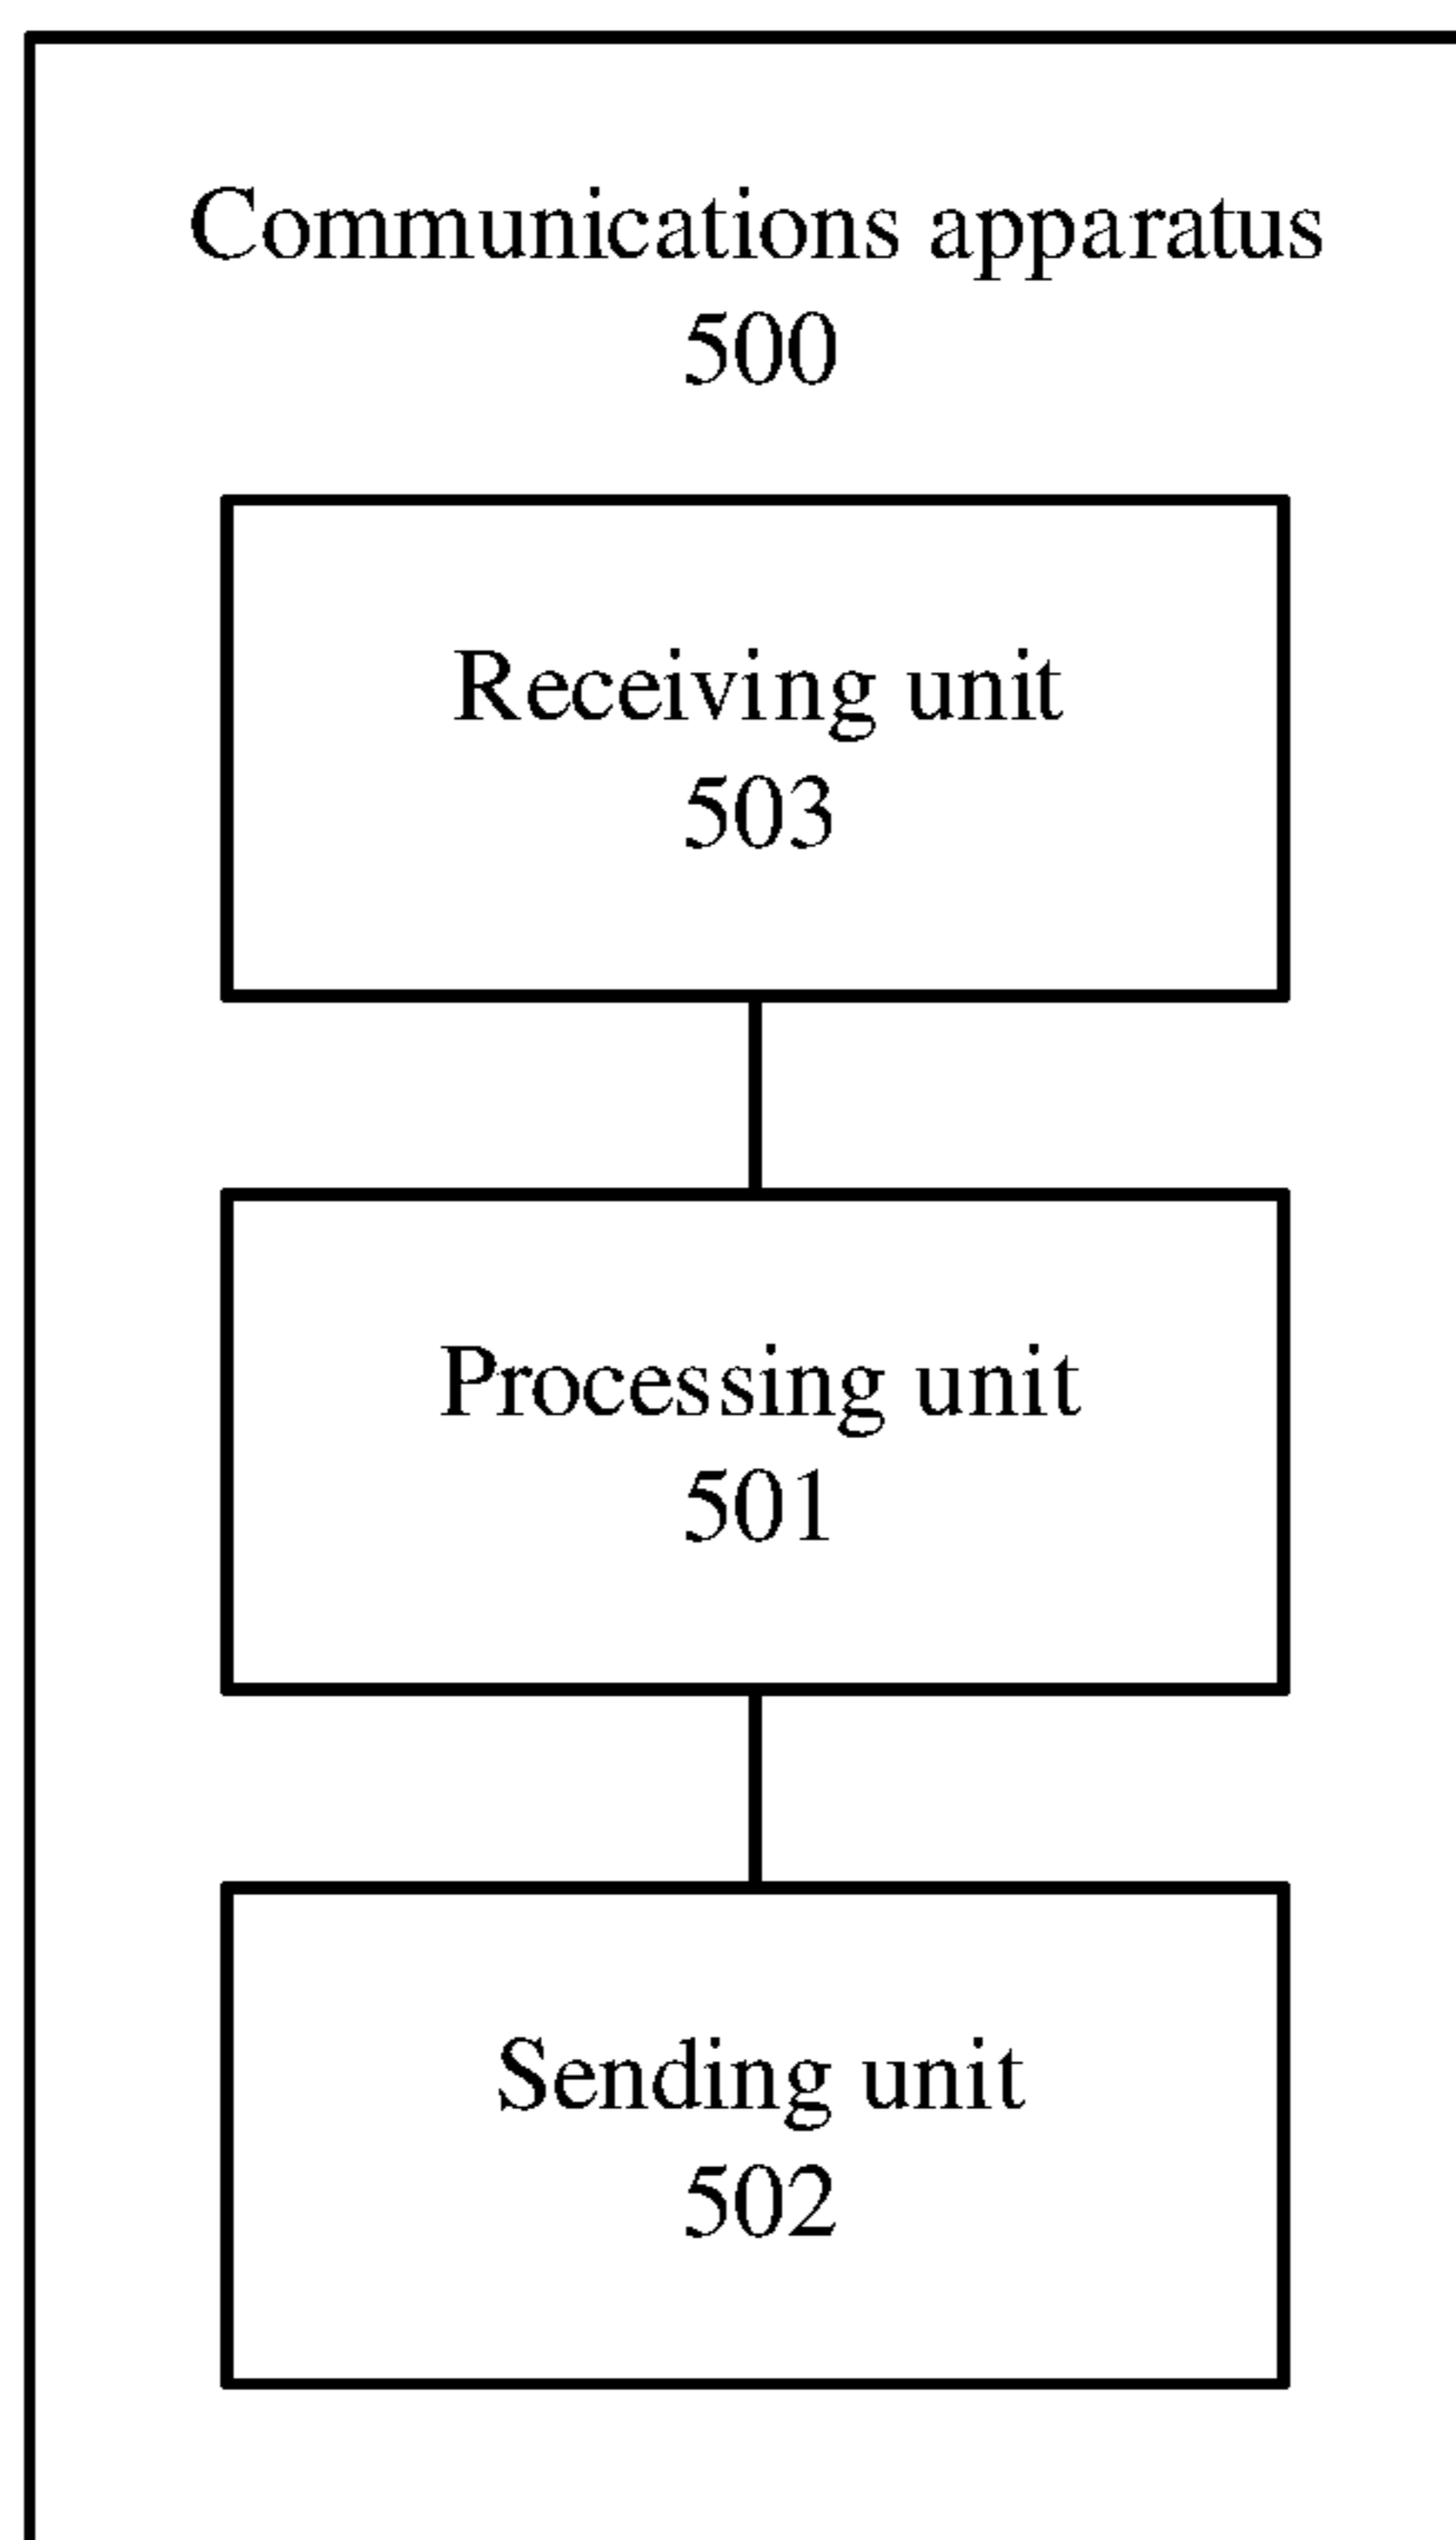 Communications apparatus
500
Receiving unit
503
Processing unit
501
Sending unit
502